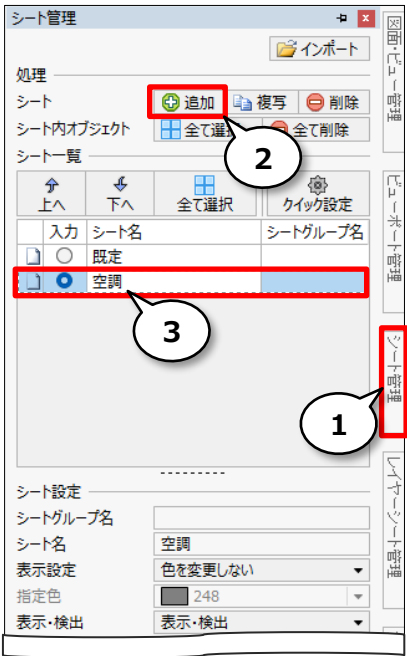 シート管理
インポート
処理
シート 追加 複写 削除
シート内オブジェクト 全て選択 全て削除
2
シート一覧
上へ 下へ 全て選択 クイック設定
入力 シート名 シートグループ名
既定
空調
3
1
シート設定
シートグループ名
シート名 空調
表示設定 色を変更しない
指定色 248
表示・検出 表示・検出
図面・ビュー管理
ビューポート管理
シート管理
レイヤーシート管理